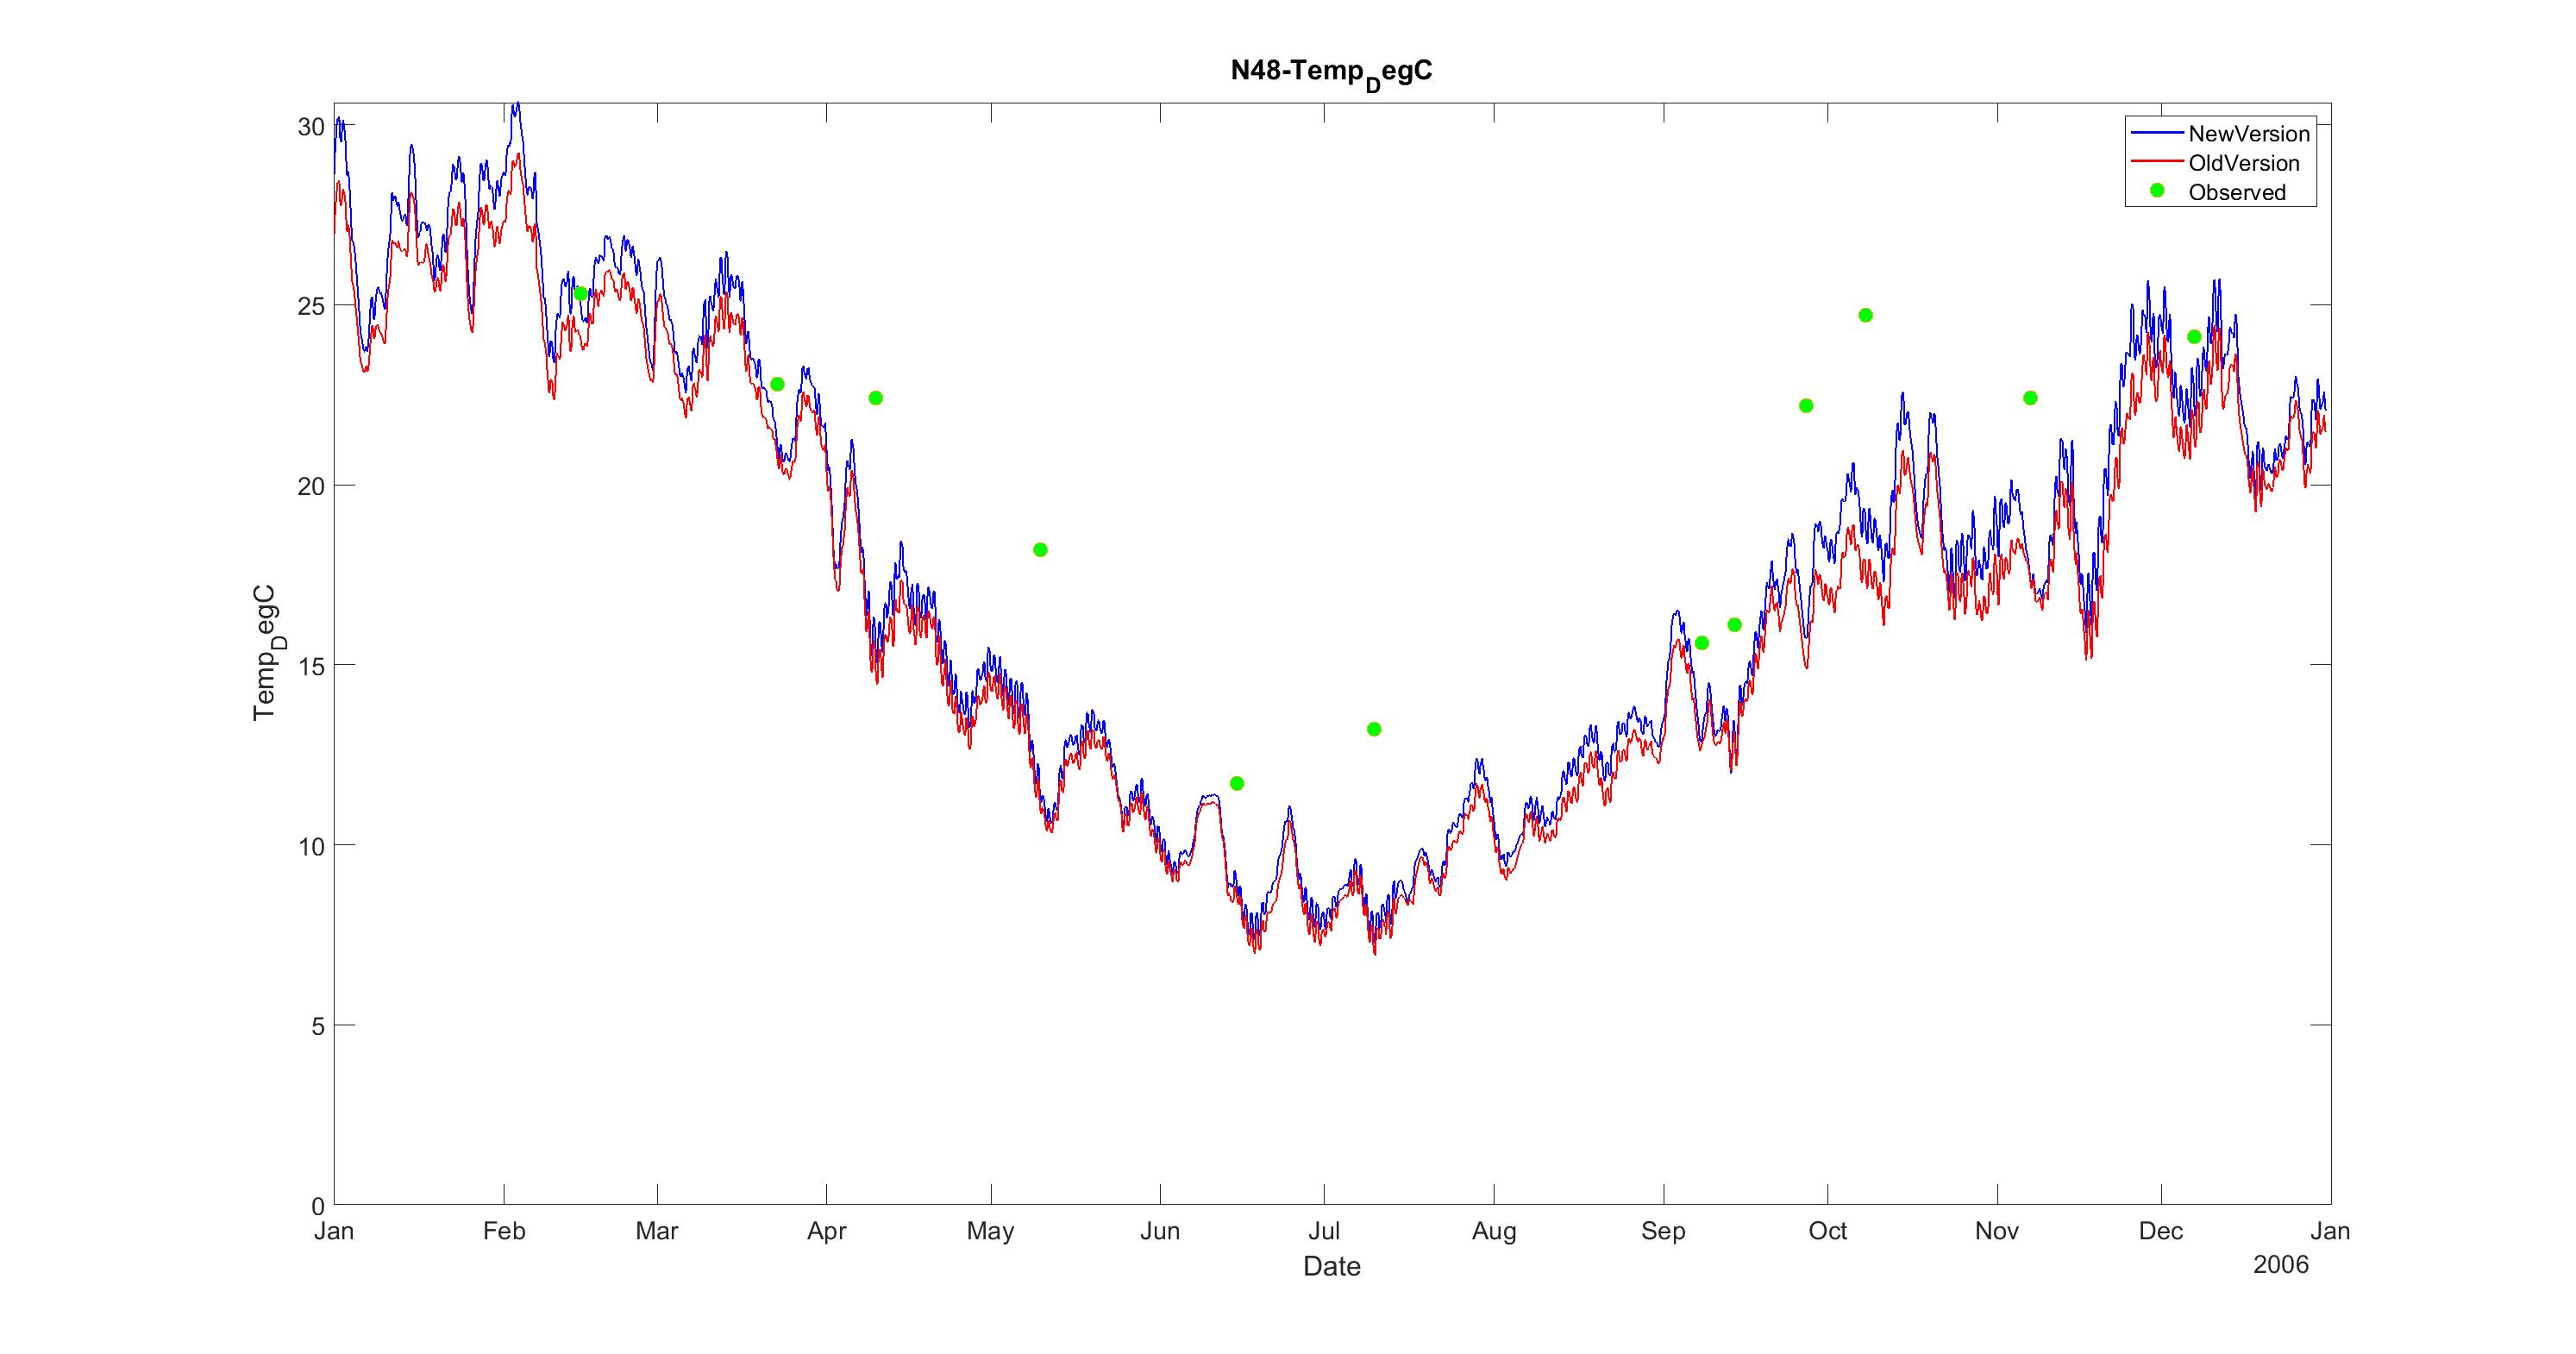 N48-Temp_DegC
NewVersion
OldVersion
Observed
30
25
20
15
10
5
0
Temp_DegC
Jan Feb Mar Apr May Jun Jul Aug Sep Oct Nov Dec Jan
Date
2006